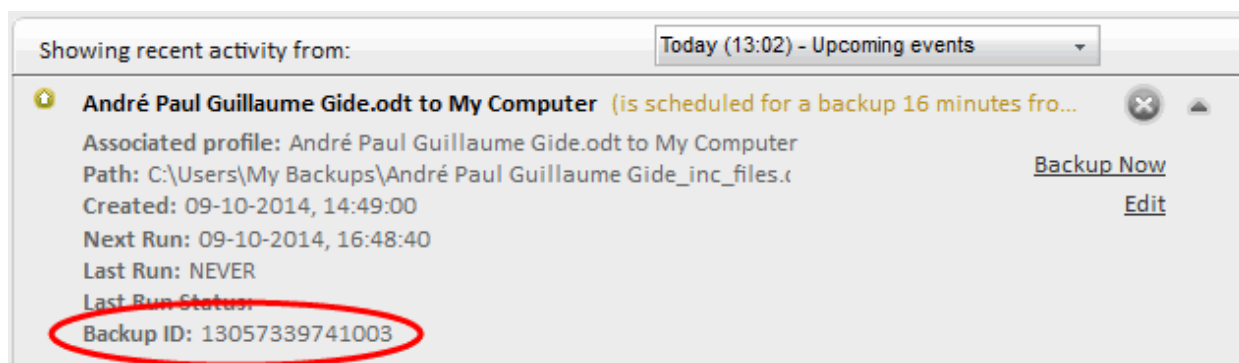 Showing recent activity from: Today (13:02) - Upcoming events
André Paul Guillaume Gide.odt to My Computer (is scheduled for a backup 16 minutes fro...
Associated profile: André Paul Guillaume Gide.odt to My Computer
Path: C:\Users\My Backups\André Paul Guillaume Gide_inc_files. Backup Now
Created: 09-10-2014, 14:49:00 Edit
Next Run: 09-10-2014, 16:48:40
Last Run: NEVER
Last Run Status:
Backup ID: 13057339741003